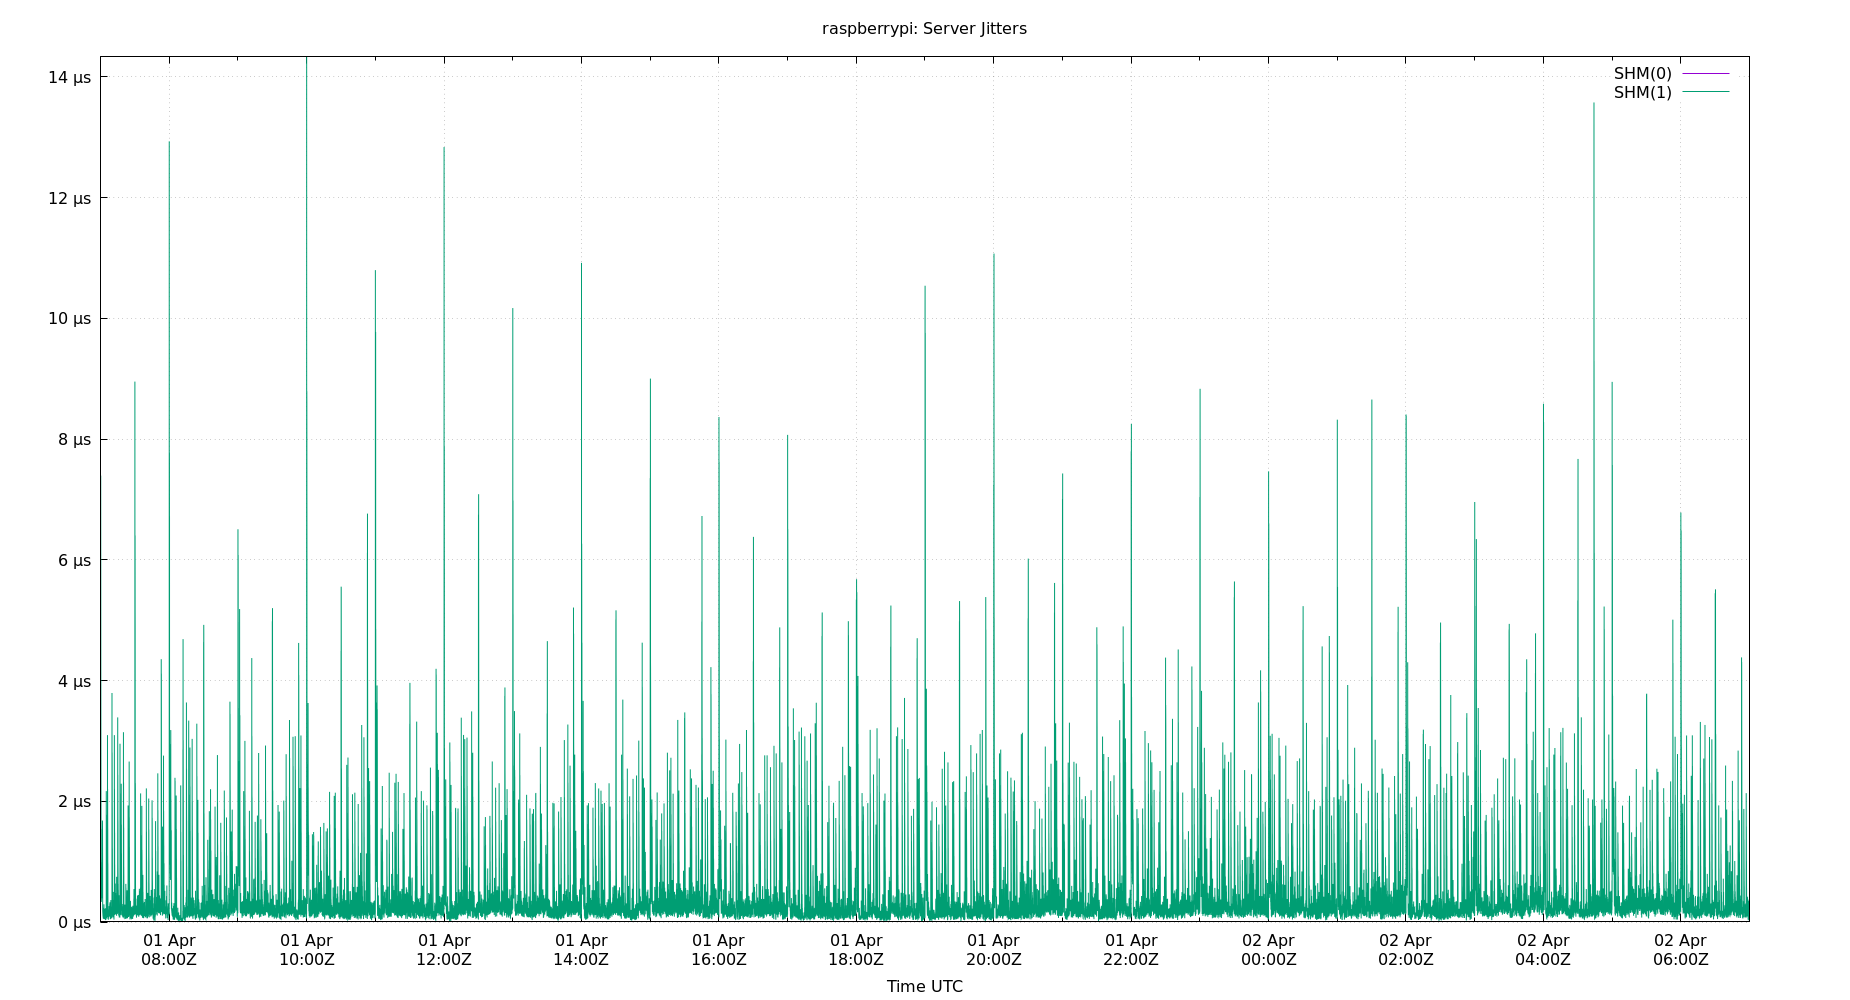 raspberrypi: Server Jitters
SHM(0)
SHM(1)
14 µs
12 µs
10 µs
8 µs
6 µs
4 µs
2 µs
0 µs
01 Apr 01 Apr 01 Apr 01 Apr 01 Apr 01 Apr 01 Apr 01 Apr 02 Apr 02 Apr 02 Apr 02 Apr
08:00Z 10:00Z 12:00Z 14:00Z 16:00Z 18:00Z 20:00Z 22:00Z 00:00Z 02:00Z 04:00Z 06:00Z
Time UTC